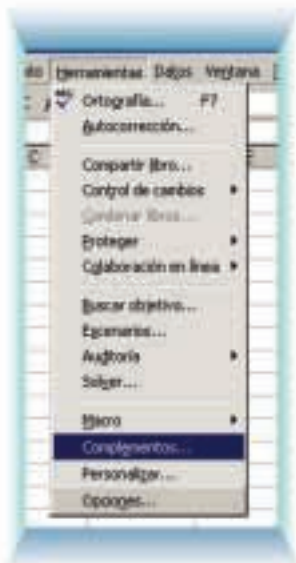 Herramientas Datos Ventana
Ortografía... F7
Autocorrección...
C
Compartir libro...
Control de cambios
Combinar libros...
Proteger
Colaboración en línea
Buscar objetivo...
Escenarios...
Auditoría
Solver...
Macro
Complementos...
Personalizar...
Opciones...